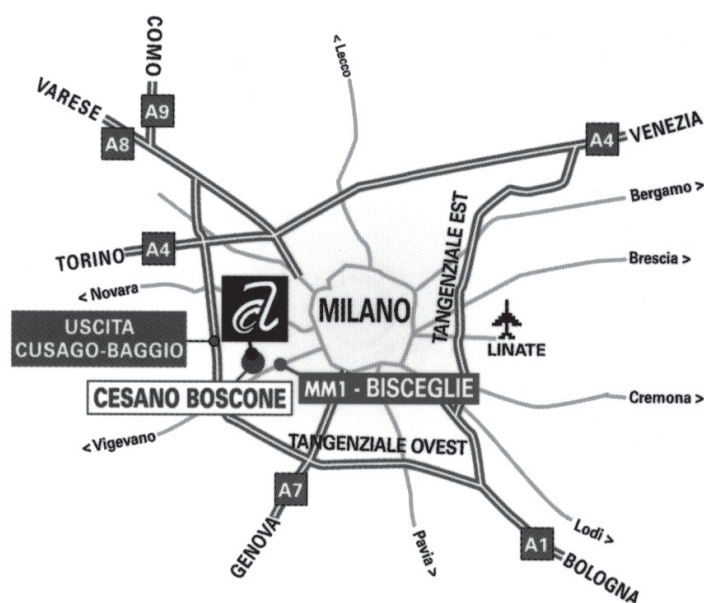 COMO
< Lecco
VARESE
A9
A8
A4
VENEZIA
Bergamo >
TANGENZIALE EST
TORINO
A4
Brescia >
< Novara
MILANO
USCITA
CUSAGO-BAGGIO
LINATE
CESANO BOSCONE
MM1 - BISCEGLIE
Cremona >
< Vigevano
TANGENZIALE OVEST
A7
GENOVA
Pavia >
Lodi >
A1
BOLOGNA